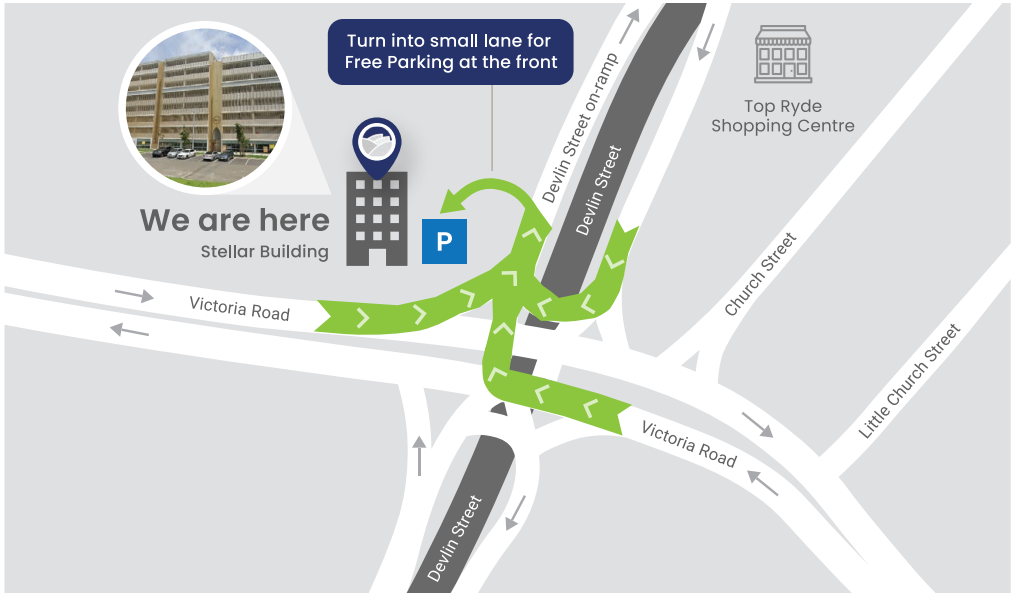 Turn into small lane for
Free Parking at the front
Devlin Street on-ramp
Devlin Street
Top Ryde
Shopping Centre
We are here
Stellar Building
P
Church Street
Victoria Road
Little Church Street
Victoria Road
Devlin Street